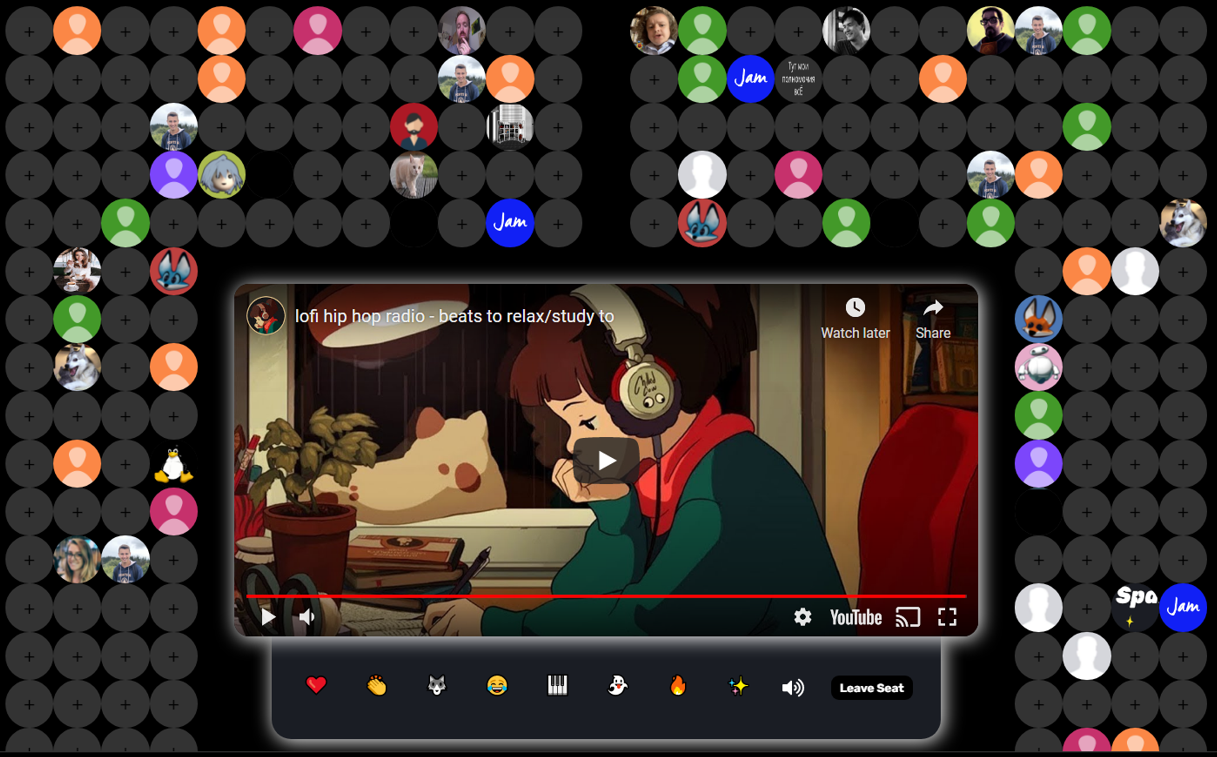 Jam
Тут мои
полномочия
всё
Jam
lofi hip hop radio - beats to relax/study to
Watch later
Share
YouTube
Spa
Jam
Leave Seat